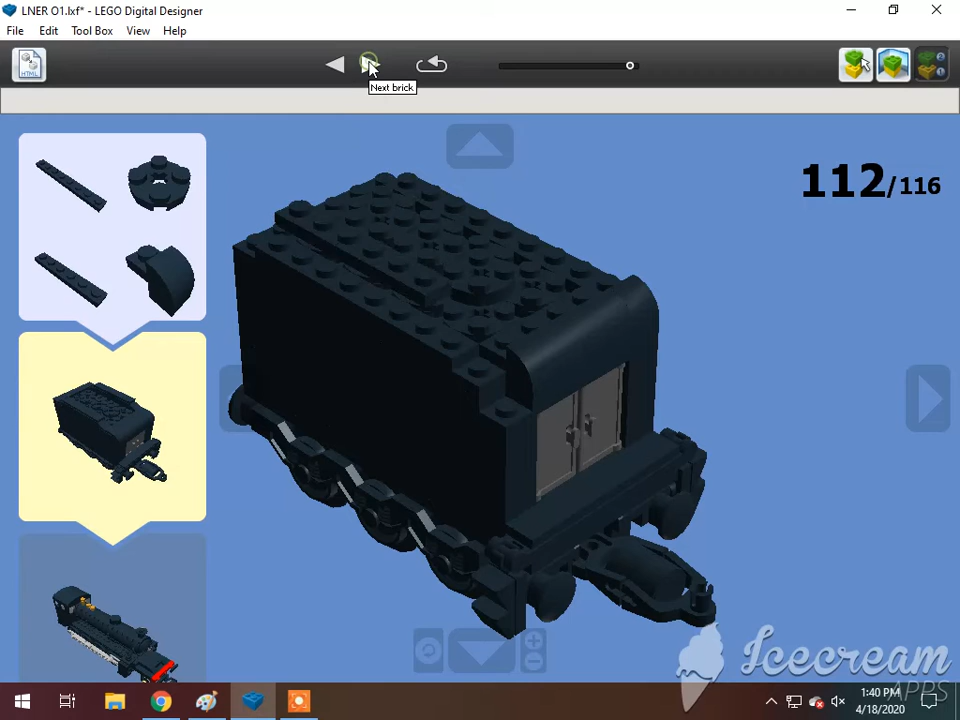 LNER O1.lxf* - LEGO Digital Designer
File Edit Tool Box View Help
HTML
Next brick
112/116
Icecream
APPS
1:40 PM
4/18/2020